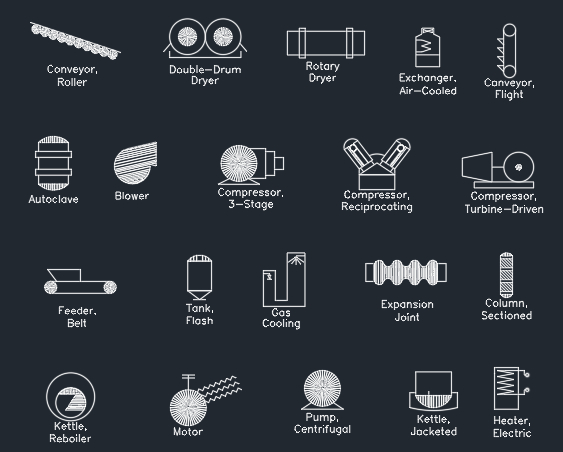 Conveyor,
Roller
Double-Drum
Dryer
Rotary
Dryer
Exchanger,
Air-Cooled
Conveyor,
Flight
Autoclave
Blower
Compressor,
3-Stage
Compressor,
Reciprocating
Compressor,
Turbine-Driven
Feeder,
Belt
Tank,
Flash
Gas
Cooling
Expansion
Joint
Column,
Sectioned
Kettle,
Reboiler
Motor
Pump,
Centrifugal
Kettle,
Jacketed
Heater,
Electric